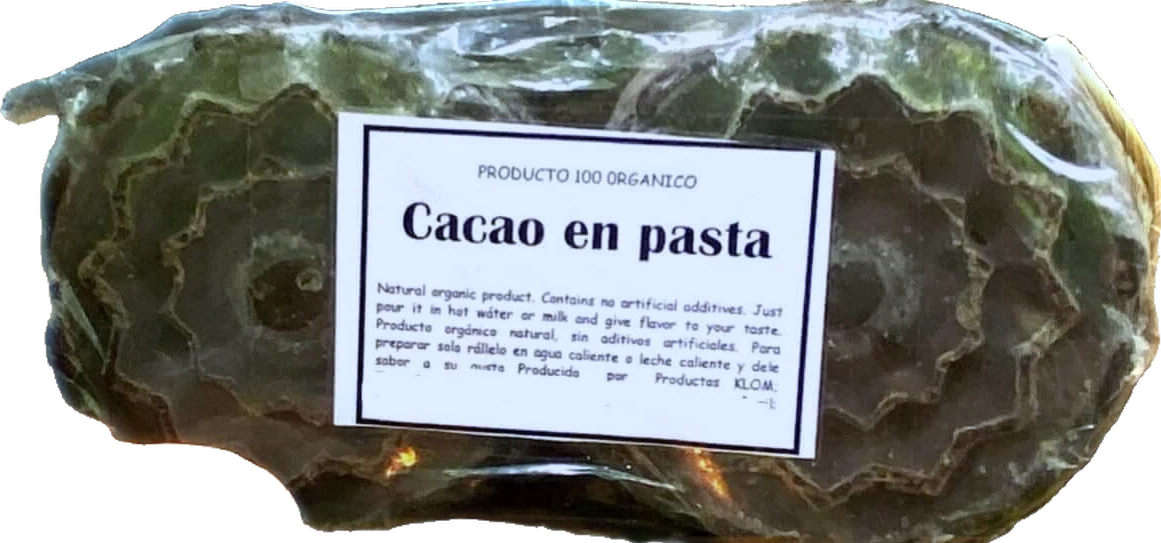 PRODUCTO 100 ORGANICO
Cacao en pasta
Natural organic product. Contains no artificial additives. Just
pour it in hot wáter or milk and give flavor to your taste.
Producto orgánico natural, sin aditivos artificiales. Para
preparar solo rállelo en agua caliente o leche caliente y dele
sabor a su gusto Producido por Productos KLOM.